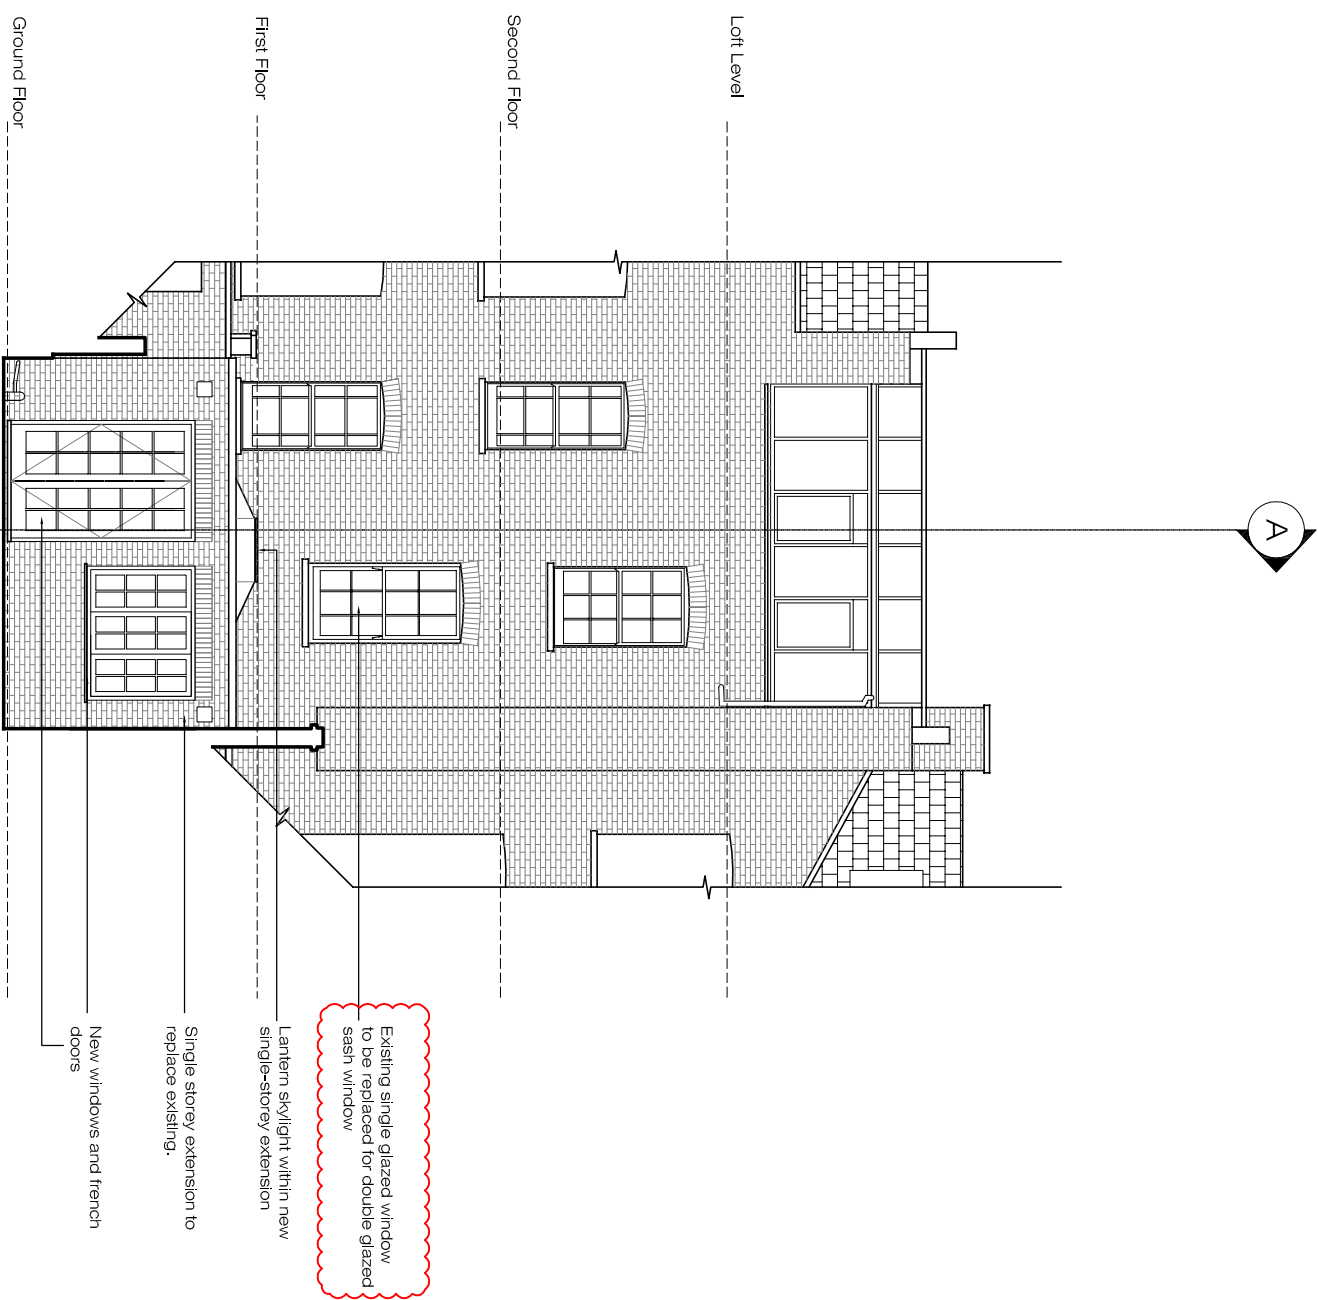 A
Loft Level
Second Floor
First Floor
Ground Floor
Existing single glazed window
to be replaced for double glazed
sash window
Lantern skylight within new
single-storey extension
Single storey extension to
replace existing.
New windows and french
doors